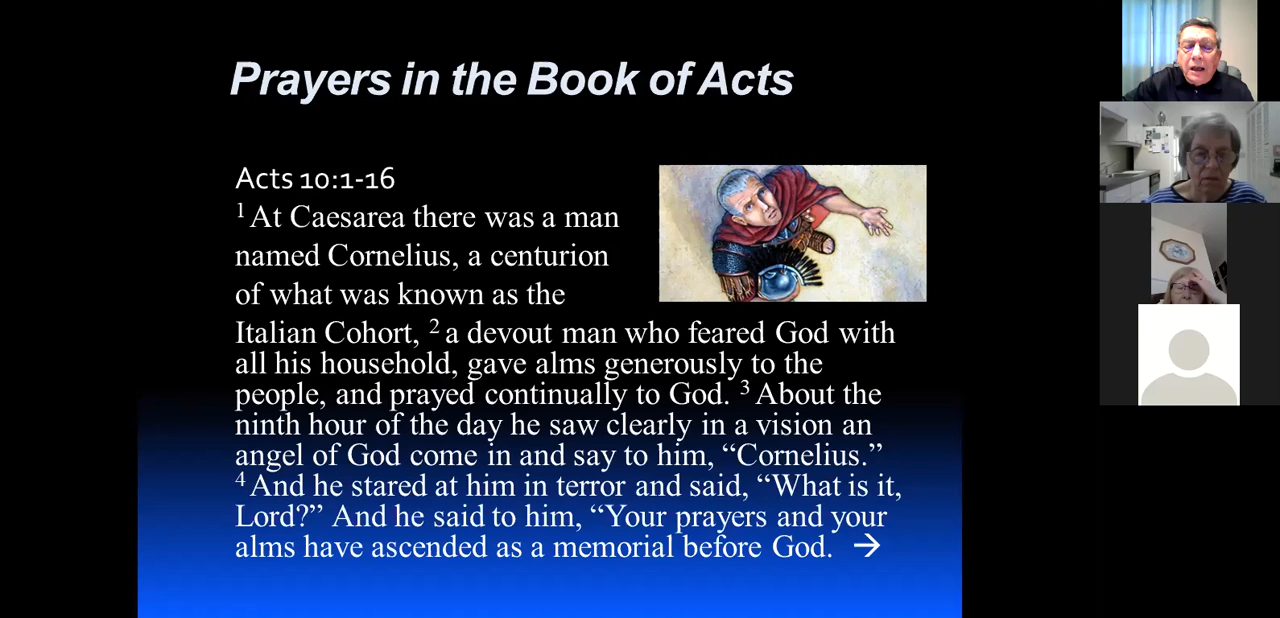 Prayers in the Book of Acts
Acts 10:1-16
¹ At Caesarea there was a man
named Cornelius, a centurion
of what was known as the
Italian Cohort, ² a devout man who feared God with
all his household, gave alms generously to the
people, and prayed continually to God. ³ About the
ninth hour of the day he saw clearly in a vision an
angel of God come in and say to him, “Cornelius.”
⁴ And he stared at him in terror and said, “What is it,
Lord?” And he said to him, “Your prayers and your
alms have ascended as a memorial before God. →